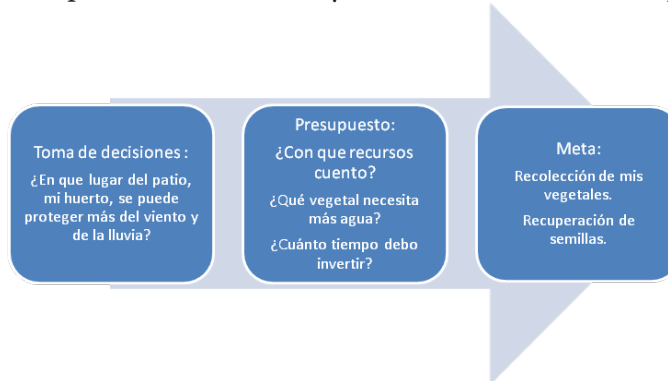 Toma de decisiones :
¿En que lugar del patio,
mi huerto, se puede
proteger más del viento y
de la lluvia?
Presupuesto:
¿Con que recursos
cuento?
¿Qué vegetal necesita
más agua?
¿Cuánto tiempo debo
invertir?
Meta:
Recolección de mis
vegetales.
Recuperación de
semillas.